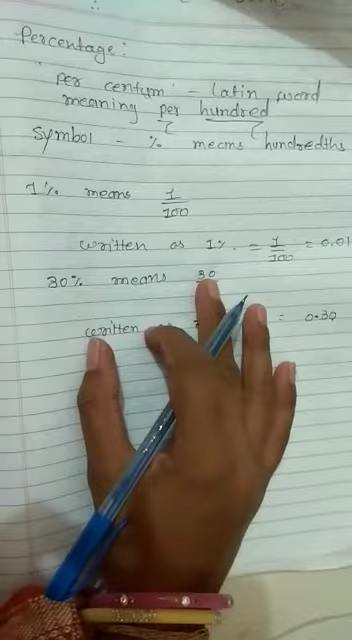 Percentage:
Per centum - Latin word
meaning per hundred
Symbol - % means hundredths
1% means 1/100
written as 1% = 1/100 = 0.01
30% means 30
written = 0.30